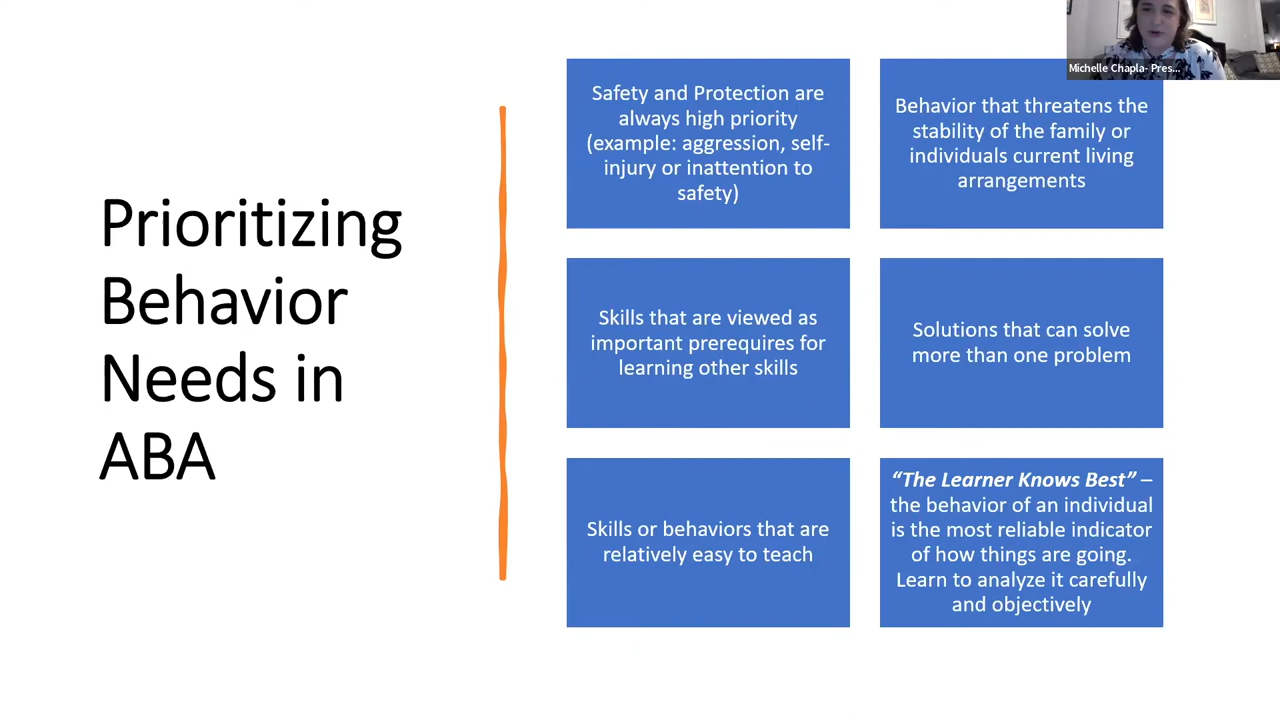 Michelle Chapla- Pres...
Prioritizing
Behavior
Needs in
ABA
Safety and Protection are
always high priority
(example: aggression, self-
injury or inattention to
safety)
Behavior that threatens the
stability of the family or
individuals current living
arrangements
Skills that are viewed as
important prerequires for
learning other skills
Solutions that can solve
more than one problem
Skills or behaviors that are
relatively easy to teach
“The Learner Knows Best” –
the behavior of an individual
is the most reliable indicator
of how things are going.
Learn to analyze it carefully
and objectively